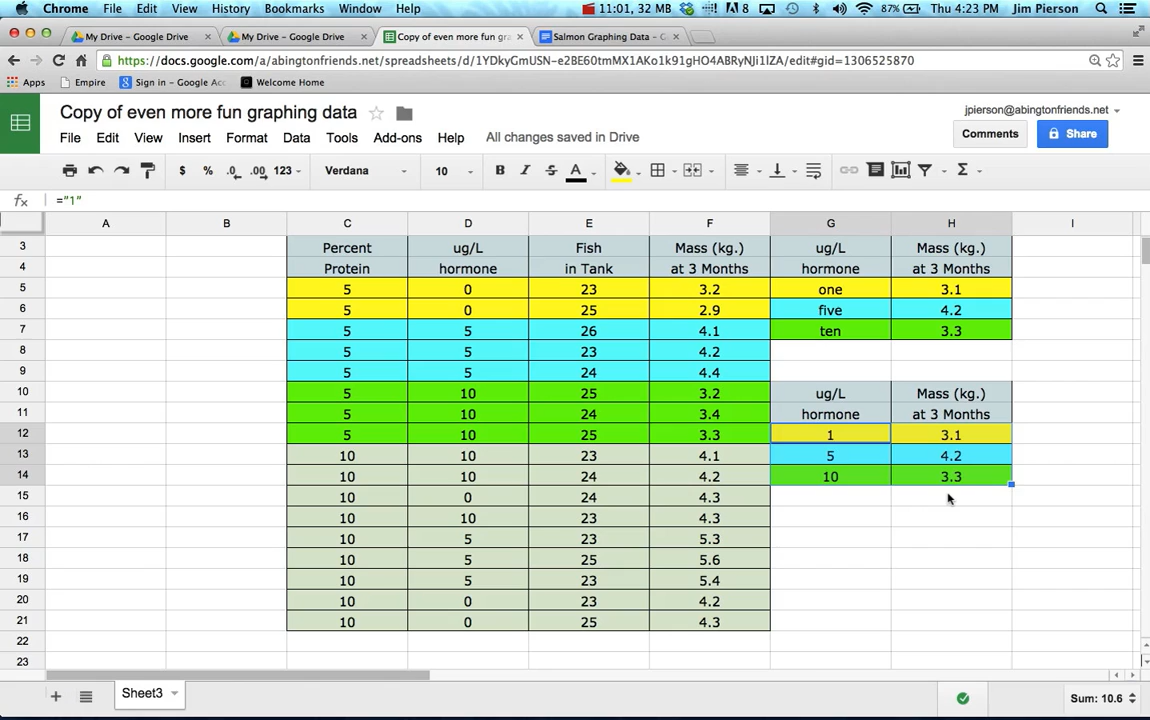 Chrome File Edit View History Bookmarks Window Help 11:01, 32 MB 8 87% Thu 4:23 PM Jim Pierson
My Drive - Google Drive × My Drive - Google Drive × Copy of even more fun gra × Salmon Graphing Data - G ×
https://docs.google.com/a/abingtonfriends.net/spreadsheets/d/1YDkyGmUSN-e2BE60tmMX1AKo1k91gHO4ABRyNJi1lZA/edit#gid=1306525870
Apps Empire Sign in - Google Acc Welcome Home
Copy of even more fun graphing data jpierson@abingtonfriends.net
File Edit View Insert Format Data Tools Add-ons Help All changes saved in Drive Comments Share
$ % .0 .00 123 Verdana 10 B I S A Σ
fx ="1"
A B C D E F G H I
3 Percent ug/L Fish Mass (kg.) ug/L Mass (kg.)
4 Protein hormone in Tank at 3 Months hormone at 3 Months
5 5 0 23 3.2 one 3.1
6 5 0 25 2.9 five 4.2
7 5 5 26 4.1 ten 3.3
8 5 5 23 4.2
9 5 5 24 4.4
10 5 10 25 3.2 ug/L Mass (kg.)
11 5 10 24 3.4 hormone at 3 Months
12 5 10 25 3.3 1 3.1
13 10 10 23 4.1 5 4.2
14 10 10 24 4.2 10 3.3
15 10 0 24 4.3
16 10 10 23 4.3
17 10 5 23 5.3
18 10 5 25 5.6
19 10 5 23 5.4
20 10 0 23 4.2
21 10 0 25 4.3
22
23
+ Sheet3 Sum: 10.6